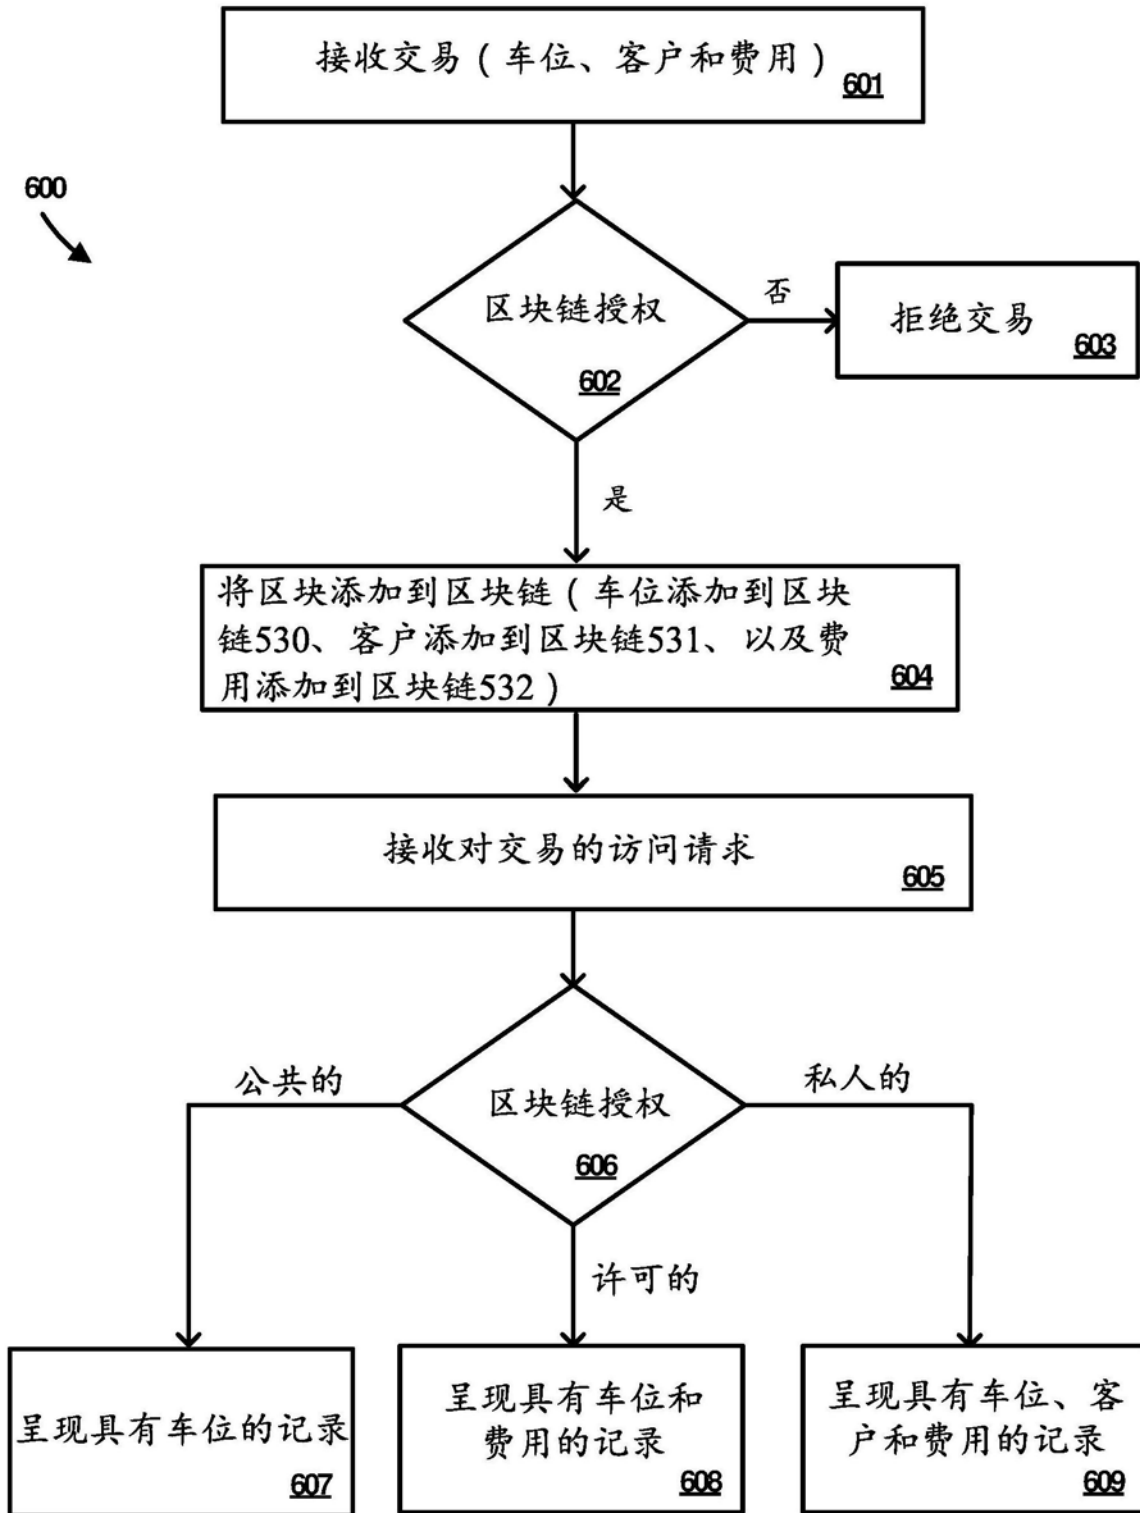 接收交易（车位、客户和费用）
601
600
区块链授权
602
否
拒绝交易
603
是
将区块添加到区块链（车位添加到区块
链530、客户添加到区块链531、以及费
用添加到区块链532）
604
接收对交易的访问请求
605
公共的
私人的
区块链授权
606
许可的
呈现具有车位的记录
607
呈现具有车位和
费用的记录
608
呈现具有车位、客
户和费用的记录
609